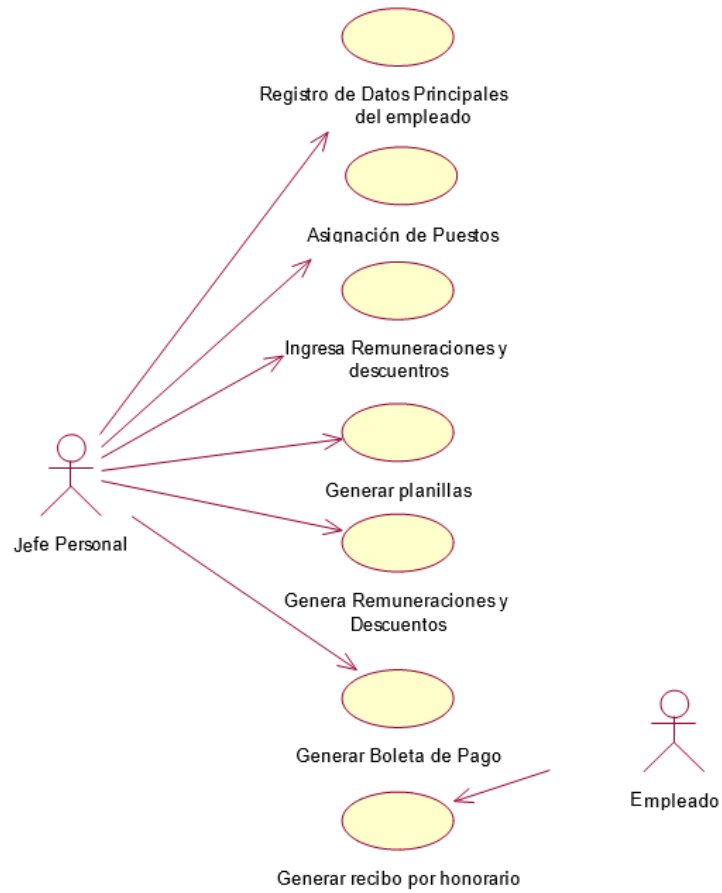 Registro de Datos Principales
del empleado
Asignación de Puestos
Ingresa Remuneraciones y
descuentros
Generar planillas
Jefe Personal
Genera Remuneraciones y
Descuentos
Generar Boleta de Pago
Empleado
Generar recibo por honorario